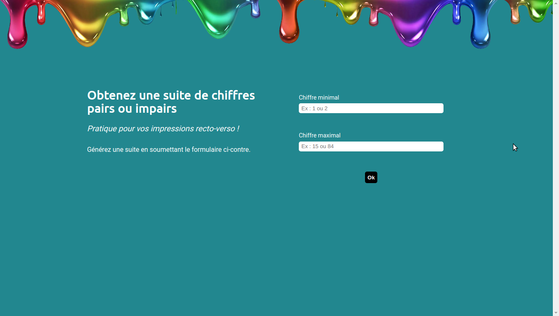 Obtenez une suite de chiffres
pairs ou impairs
Pratique pour vos impressions recto-verso !
Générez une suite en soumettant le formulaire ci-contre.
Chiffre minimal
Ex : 1 ou 2
Chiffre maximal
Ex : 15 ou 84
Ok